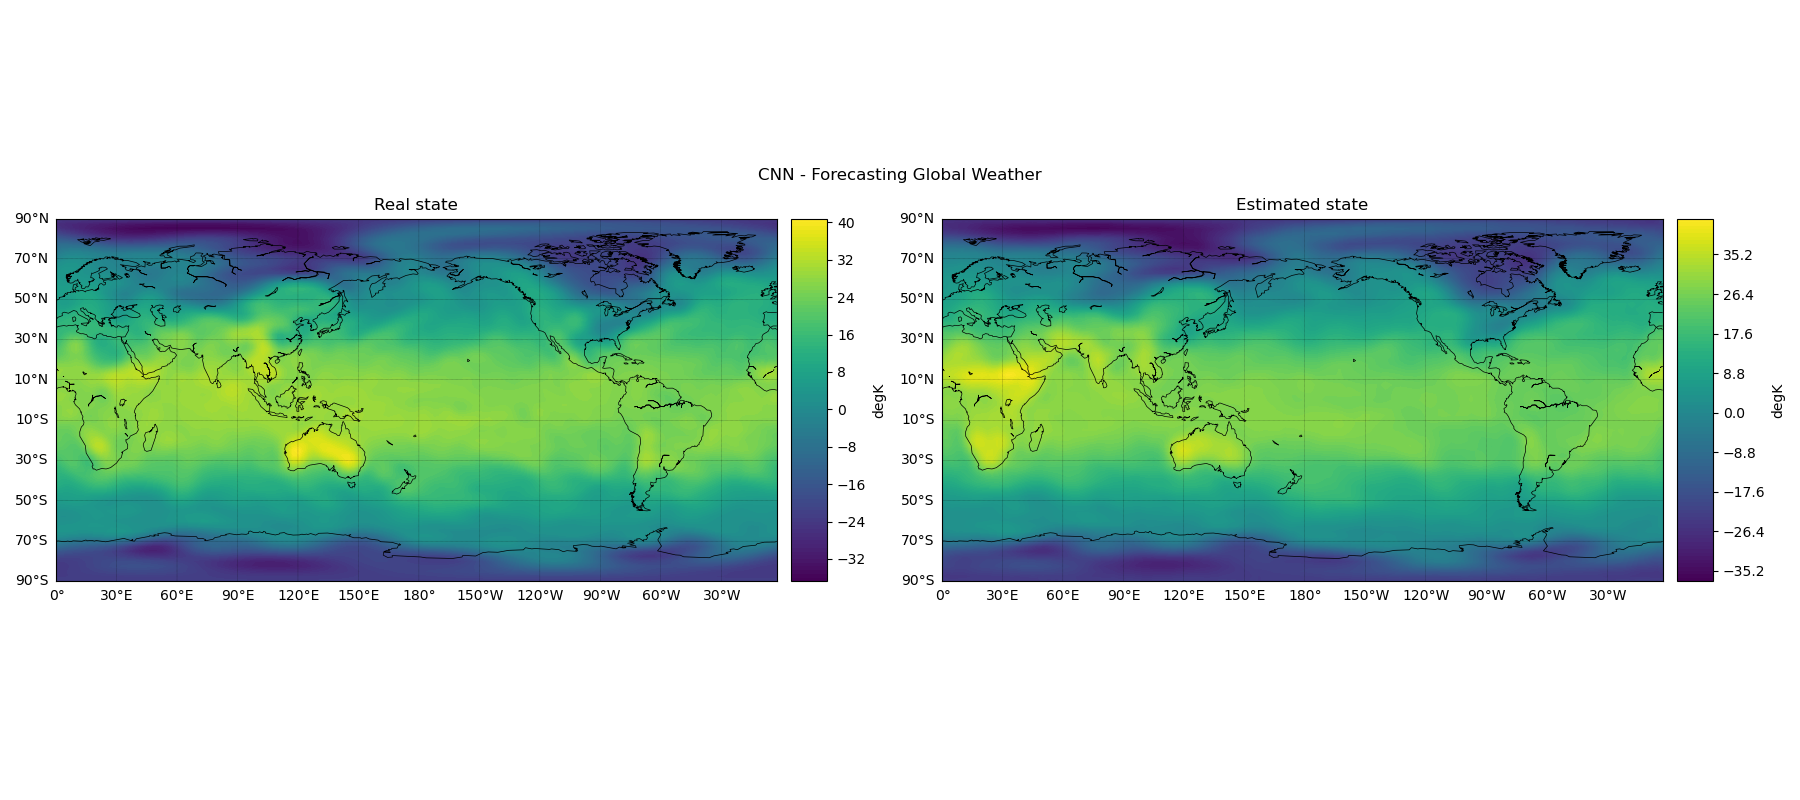 CNN - Forecasting Global Weather
Real state
90°N
70°N
50°N
30°N
10°N
10°S
30°S
50°S
70°S
90°S
0°
30°E
60°E
90°E
120°E
150°E
180°
150°W
120°W
90°W
60°W
30°W
40
32
24
16
8
0
−8
−16
−24
−32
degK
Estimated state
90°N
70°N
50°N
30°N
10°N
10°S
30°S
50°S
70°S
90°S
0°
30°E
60°E
90°E
120°E
150°E
180°
150°W
120°W
90°W
60°W
30°W
35.2
26.4
17.6
8.8
0.0
−8.8
−17.6
−26.4
−35.2
degK